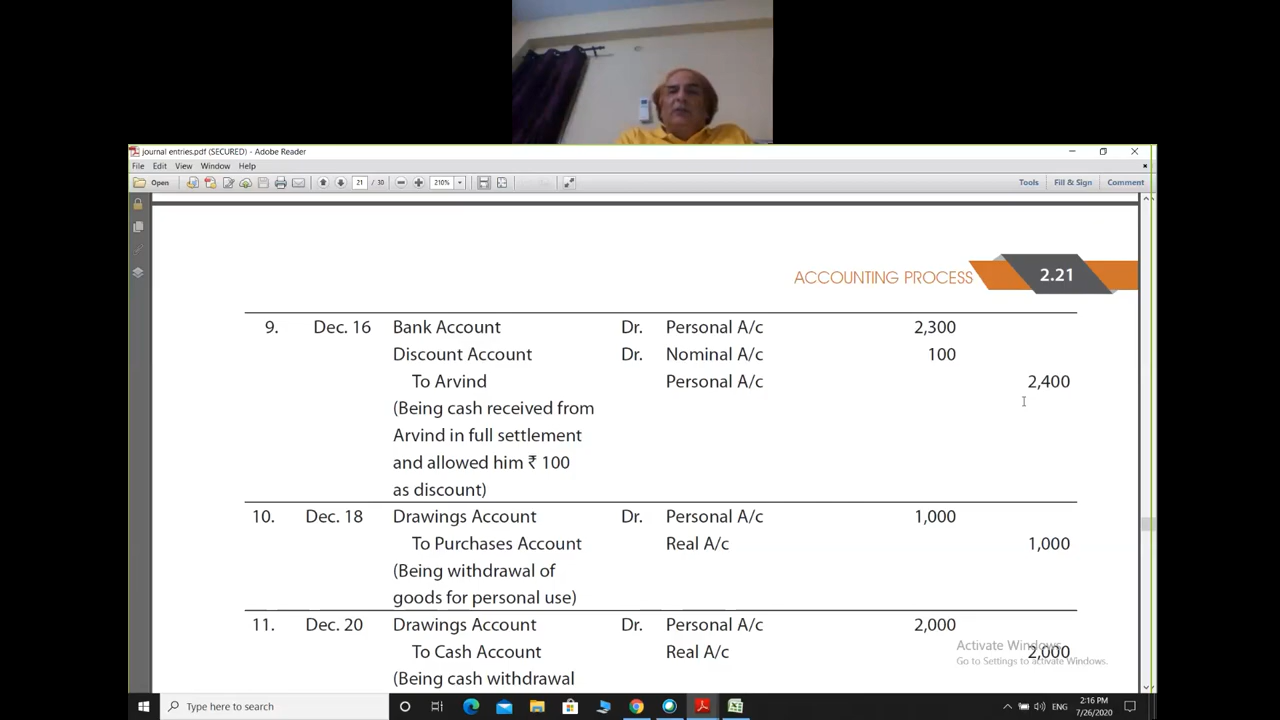 journal entries.pdf (SECURED) - Adobe Reader
File Edit View Window Help
Open 21 / 30 210% Tools Fill & Sign Comment
ACCOUNTING PROCESS 2.21
9. Dec. 16 Bank Account Dr. Personal A/c 2,300
Discount Account Dr. Nominal A/c 100
To Arvind Personal A/c 2,400
(Being cash received from
Arvind in full settlement
and allowed him ₹ 100
as discount)
10. Dec. 18 Drawings Account Dr. Personal A/c 1,000
To Purchases Account Real A/c 1,000
(Being withdrawal of
goods for personal use)
11. Dec. 20 Drawings Account Dr. Personal A/c 2,000
To Cash Account Real A/c 2,000
(Being cash withdrawal
Activate Windows
Go to Settings to activate Windows.
Type here to search
ENG
2:16 PM
7/26/2020